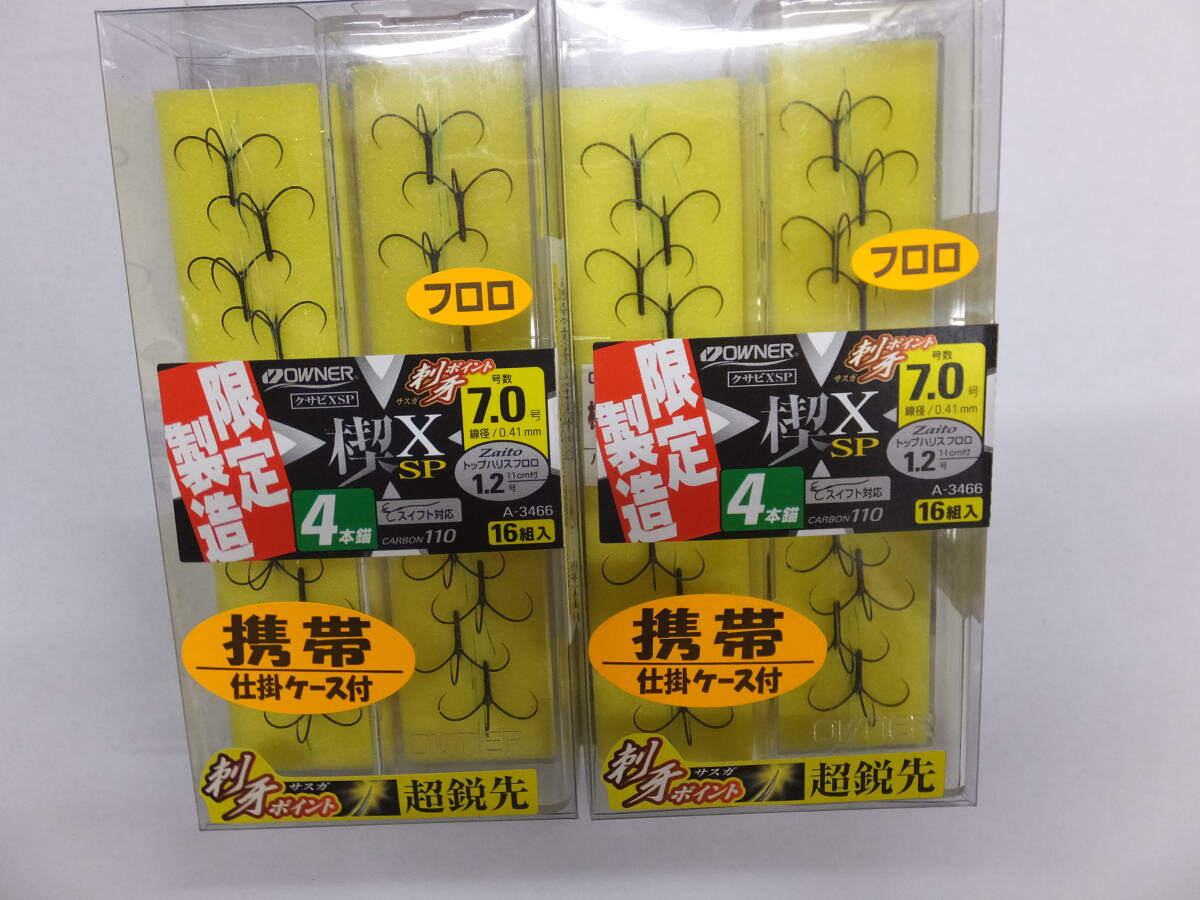 フロロ
限定製造
OWNER
クサビXSP
刺牙ポイント
サスガ
楔X
SP
号数
7.0号
線径/0.41mm
Zaito
トップハリスフロロ
1.2号
11cm付
4本錨
スイフト対応
CARBON 110
A-3466
16組入
携帯
仕掛ケース付
OWNER
刺牙ポイント
サスガ
超鋭先
フロロ
限定製造
OWNER
クサビXSP
刺牙ポイント
サスガ
楔X
SP
号数
7.0号
線径/0.41mm
Zaito
トップハリスフロロ
1.2号
11cm付
4本錨
スイフト対応
CARBON 110
A-3466
16組入
携帯
仕掛ケース付
OWNER
刺牙ポイント
サスガ
超鋭先